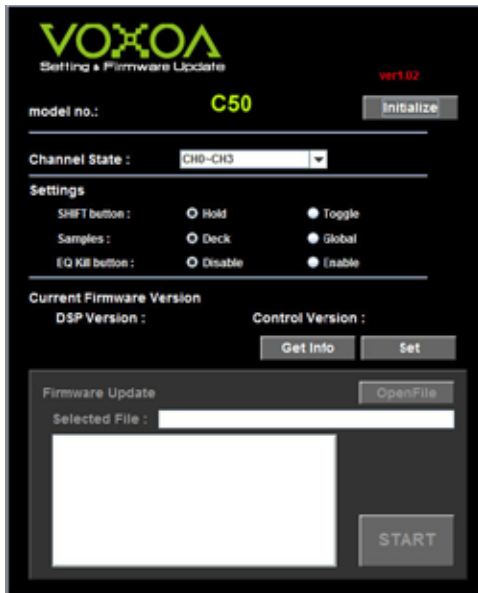 VOXOA
Setting & Firmware Update
ver1.02
model no.: C50 Initialize
Channel State : CH0~CH3
Settings
SHIFT button : Hold Toggle
Samples : Deck Global
EQ Kill button : Disable Enable
Current Firmware Version
DSP Version : Control Version :
Get Info Set
Firmware Update OpenFile
Selected File :
START